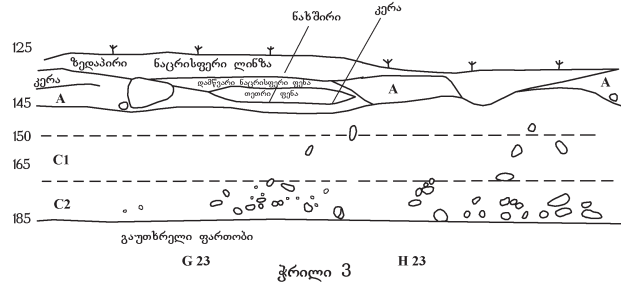 ნახშირი კერა
125
ზედაპირი ნაცრისფერი ლინზა
კერა დამწვარი ნაცრისფერი ფენა
A თეთრი ფენა A A
145
150
C1
165
C2
185
გაუთხრელი ფართობი
G 23 H 23
ჭრილი 3